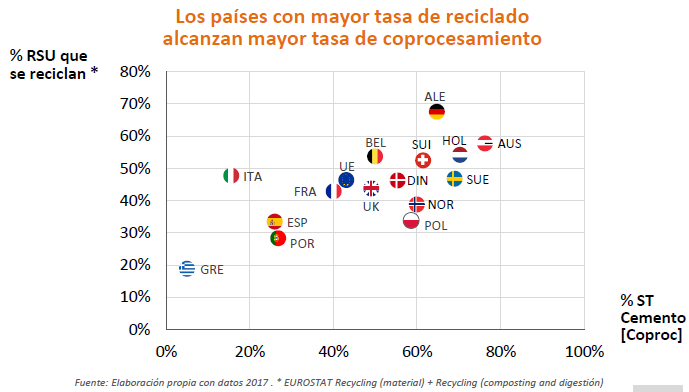 Los países con mayor tasa de reciclado
alcanzan mayor tasa de coprocesamiento
% RSU que
se reciclan *
80%
70%
60%
50%
40%
30%
20%
10%
0%
ALE
BEL
SUI
HOL
AUS
ITA
UE
FRA
UK
DIN
SUE
NOR
POL
ESP
POR
GRE
0%
20%
40%
60%
80%
100%
% ST
Cemento
[Coproc]
Fuente: Elaboración propia con datos 2017 . * EUROSTAT Recycling (material) + Recycling (composting and digestión)